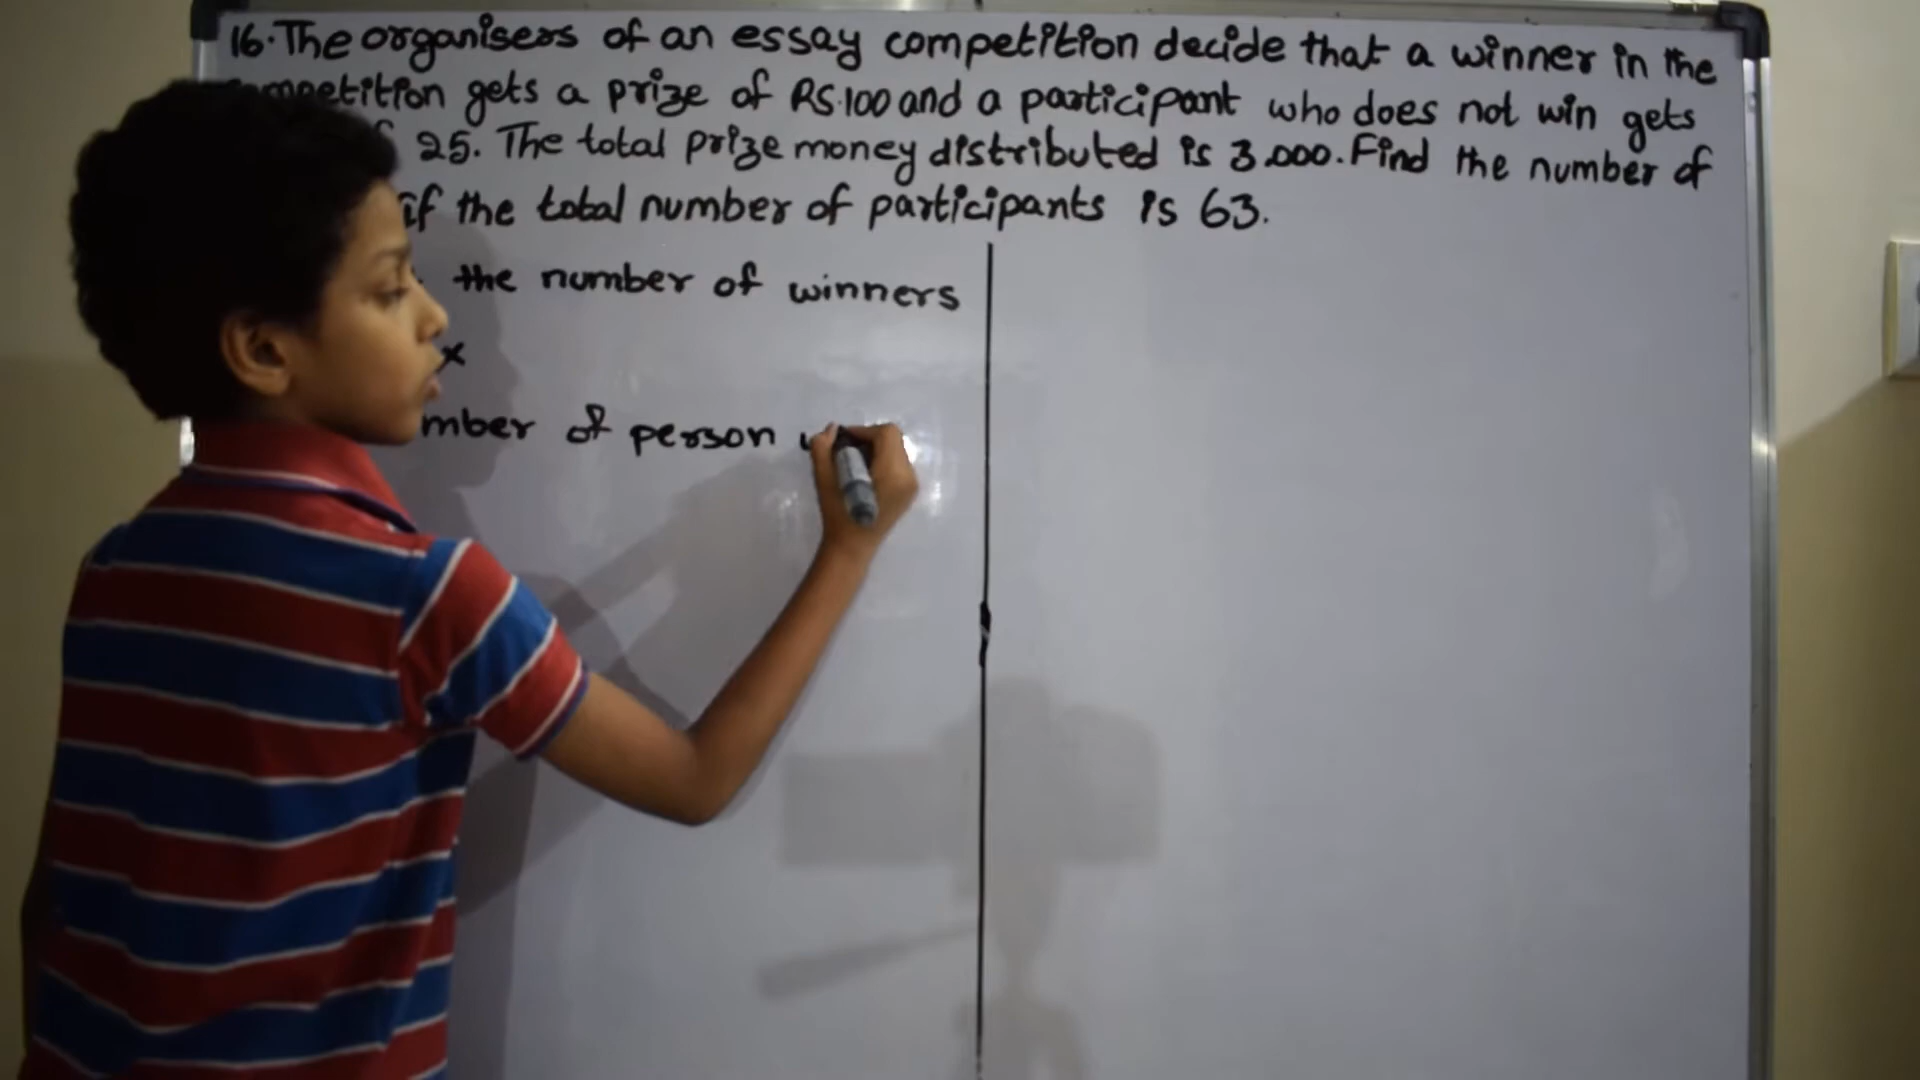 16. The organisers of an essay competition decide that a winner in the
competition gets a prize of RS.100 and a participant who does not win gets
25. The total prize money distributed is 3,000. Find the number of
if the total number of participants is 63.
the number of winners
x
of person